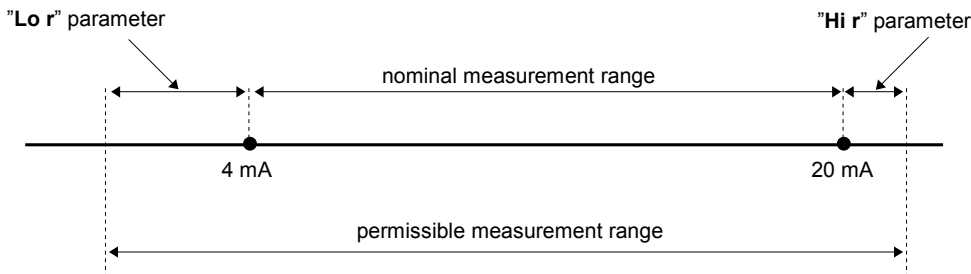 "Lo r" parameter
"Hi r" parameter
nominal measurement range
4 mA
20 mA
permissible measurement range